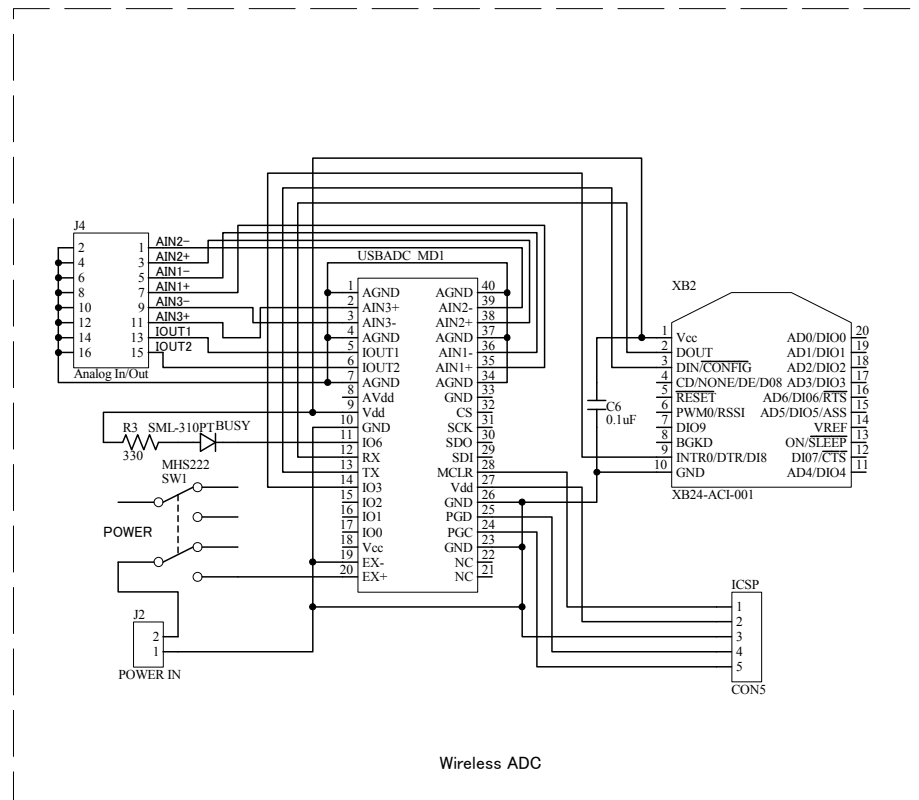 J4
2 1 AIN2-
4 3 AIN2+
6 5 AIN1-
8 7 AIN1+
10 9 AIN3-
12 11 AIN3+
14 13 IOUT1
16 15 IOUT2
Analog In/Out
R3 SML-310PT BUSY
330
MHS222
SW1
POWER
J2
2
1
POWER IN
USBADC MD1
1 AGND AGND 40
2 AIN3+ AIN2- 39
3 AIN3- AIN2+ 38
4 AGND AGND 37
5 IOUT1 AIN1- 36
6 IOUT2 AIN1+ 35
7 AGND AGND 34
8 AVdd GND 33
9 Vdd CS 32
10 GND SCK 31
11 IO6 SDO 30
12 RX SDI 29
13 TX MCLR 28
14 IO3 Vdd 27
15 IO2 GND 26
16 IO1 PGD 25
17 IO0 PGC 24
18 Vcc GND 23
19 EX- NC 22
20 EX+ NC 21
XB2
1 Vcc AD0/DIO0 20
2 DOUT AD1/DIO1 19
3 DIN/CONFIG AD2/DIO2 18
4 CD/NONE/DE/D08 AD3/DIO3 17
5 RESET AD6/DI06/RTS 16
6 PWM0/RSSI AD5/DIO5/ASS 15
7 DIO9 VREF 14
8 BGKD ON/SLEEP 13
9 INTR0/DTR/DI8 DI07/CTS 12
10 GND AD4/DIO4 11
XB24-ACI-001
C6
0.1uF
ICSP
1
2
3
4
5
CON5
Wireless ADC